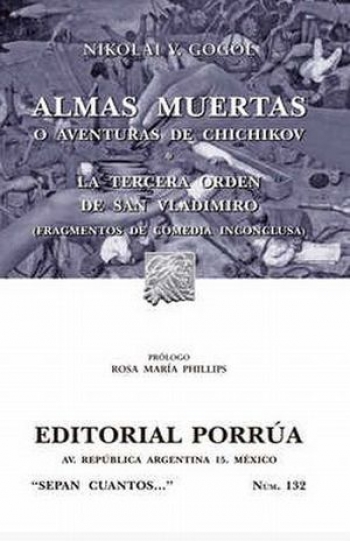 NIKOLAI V. GOGOL
ALMAS MUERTAS
O AVENTURAS DE CHICHIKOV
LA TERCERA ORDEN
DE SAN VLADIMIRO
(FRAGMENTOS DE COMEDIA INCONCLUSA)
PRÓLOGO
ROSA MARÍA PHILLIPS
EDITORIAL PORRÚA
AV. REPÚBLICA ARGENTINA 15, MÉXICO
“SEPAN CUANTOS...” NÚM. 132